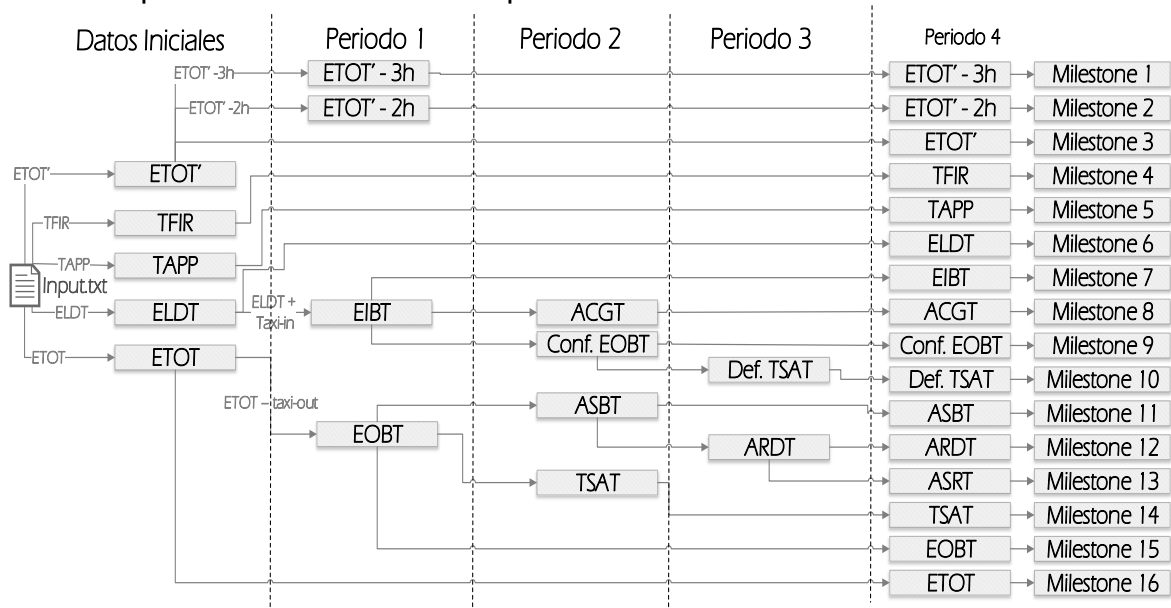 Datos Iniciales
Periodo 1
Periodo 2
Periodo 3
Periodo 4
ETOT' -3h
ETOT' - 3h
ETOT' - 3h
Milestone 1
ETOT' -2h
ETOT' - 2h
ETOT' - 2h
Milestone 2
ETOT'
Milestone 3
ETOT'
ETOT'
TFIR
Milestone 4
TFIR
TFIR
TAPP
Milestone 5
TAPP
TAPP
ELDT
Milestone 6
Input.txt
EIBT
Milestone 7
ELDT
ELDT
ELDT +
Taxi-in
EIBT
ACGT
ACGT
Milestone 8
Conf. EOBT
Conf. EOBT
Milestone 9
ETOT
ETOT
Def. TSAT
Def. TSAT
Milestone 10
ETOT – taxi-out
ASBT
ASBT
Milestone 11
EOBT
ARDT
ARDT
Milestone 12
TSAT
ASRT
Milestone 13
TSAT
Milestone 14
EOBT
Milestone 15
ETOT
Milestone 16